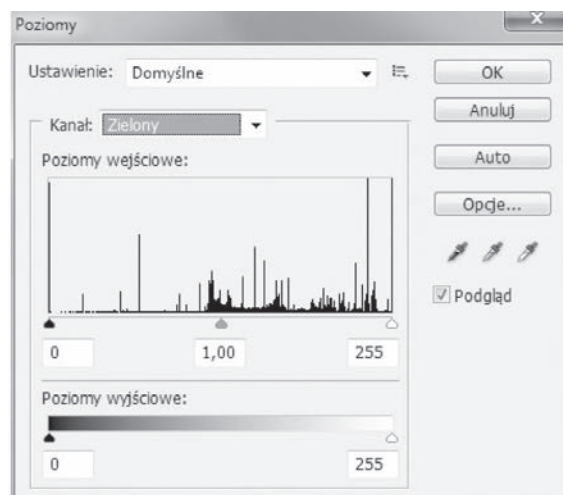 Poziomy
Ustawienie: Domyślne
OK
Anuluj
Auto
Opcje...
Podgląd
Kanał: Zielony
Poziomy wejściowe:
0 1,00 255
Poziomy wyjściowe:
0 255